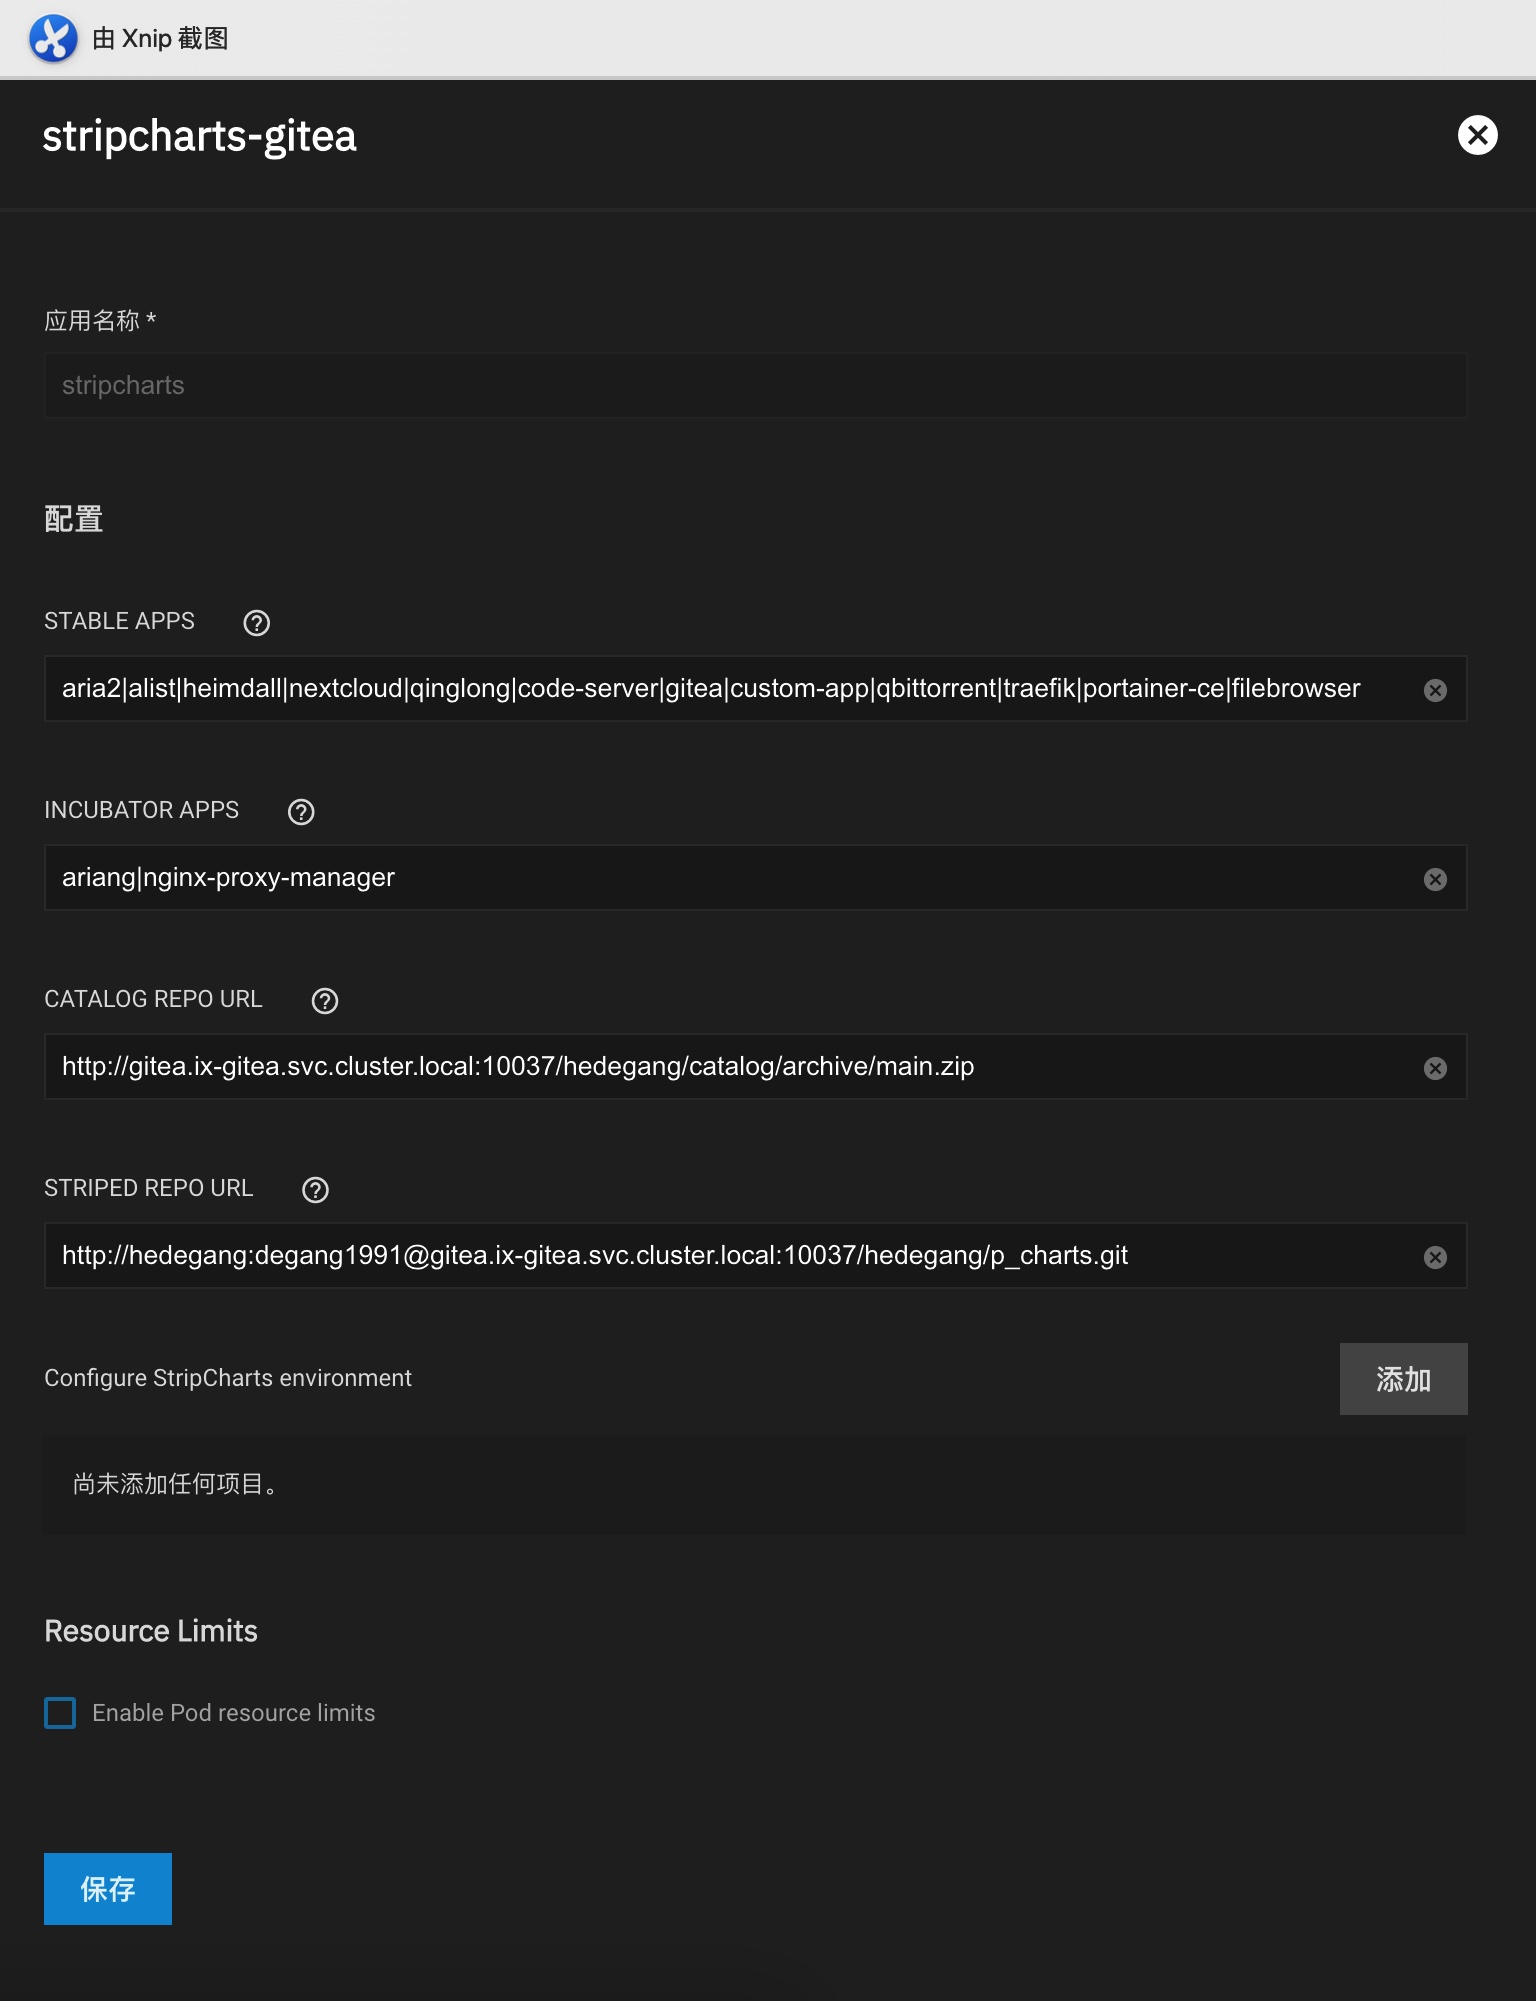 由 Xnip 截图
stripcharts-gitea
应用名称 *
stripcharts
配置
STABLE APPS
aria2|alist|heimdall|nextcloud|qinglong|code-server|gitea|custom-app|qbittorrent|traefik|portainer-ce|filebrowser
INCUBATOR APPS
ariang|nginx-proxy-manager
CATALOG REPO URL
http://gitea.ix-gitea.svc.cluster.local:10037/hedegang/catalog/archive/main.zip
STRIPED REPO URL
http://hedegang:degang1991@gitea.ix-gitea.svc.cluster.local:10037/hedegang/p_charts.git
Configure StripCharts environment
添加
尚未添加任何项目。
Resource Limits
Enable Pod resource limits
保存